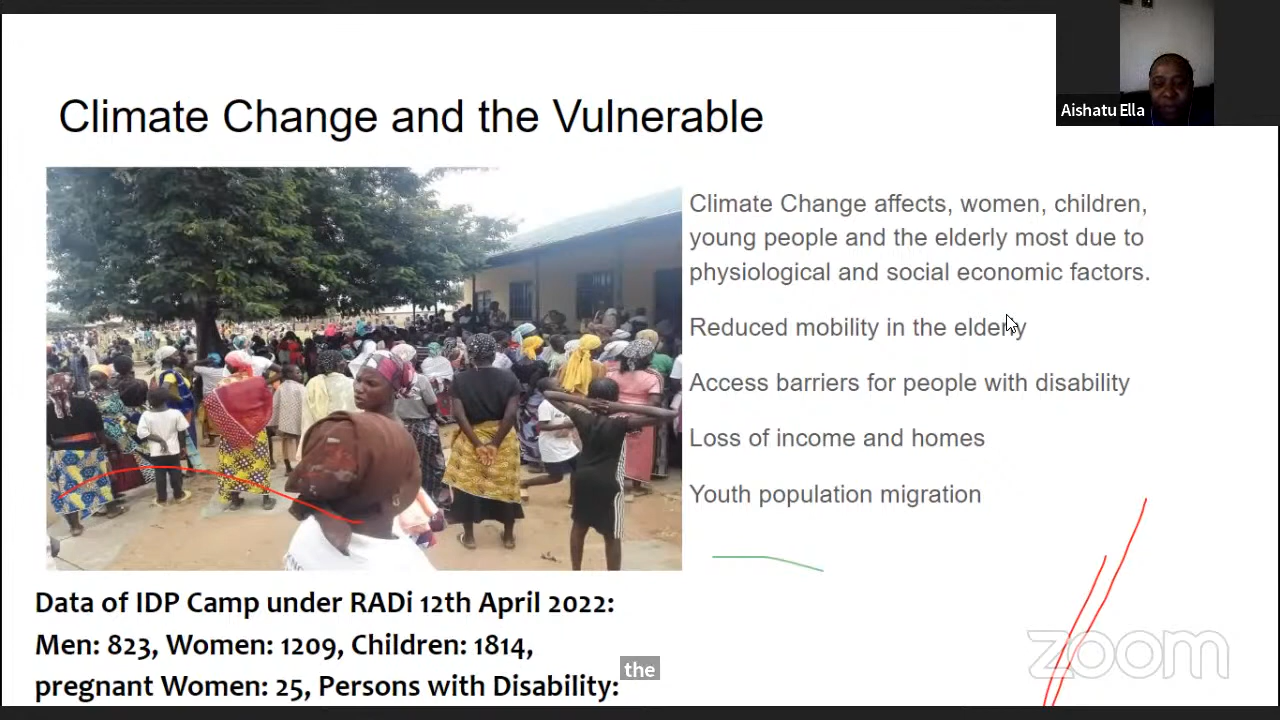 Aishatu Ella
Climate Change and the Vulnerable
Climate Change affects, women, children,
young people and the elderly most due to
physiological and social economic factors.
Reduced mobility in the elderly
Access barriers for people with disability
Loss of income and homes
Youth population migration
Data of IDP Camp under RADi 12th April 2022:
Men: 823, Women: 1209, Children: 1814,
pregnant Women: 25, Persons with Disability:
the
zoom